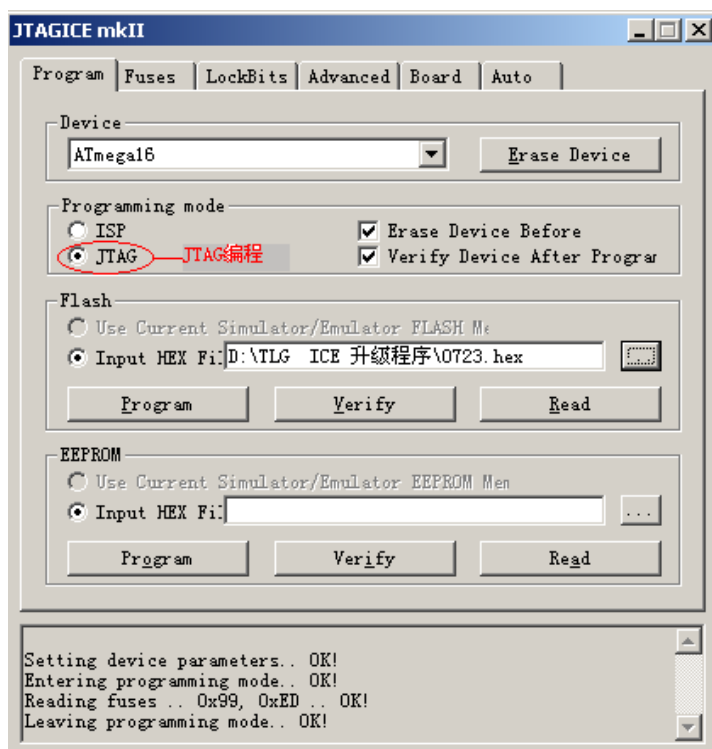 JTAGICE mkII
Program Fuses LockBits Advanced Board Auto
Device
ATmega16 Erase Device
Programming mode
ISP Erase Device Before
JTAG JTAG编程 Verify Device After Program
Flash
Use Current Simulator/Emulator FLASH Me
Input HEX Fil D:\TLG ICE 升级程序\0723.hex ...
Program Verify Read
EEPROM
Use Current Simulator/Emulator EEPROM Mem
Input HEX Fil ...
Program Verify Read
Setting device parameters.. OK!
Entering programming mode.. OK!
Reading fuses .. 0x99, 0xED .. OK!
Leaving programming mode.. OK!